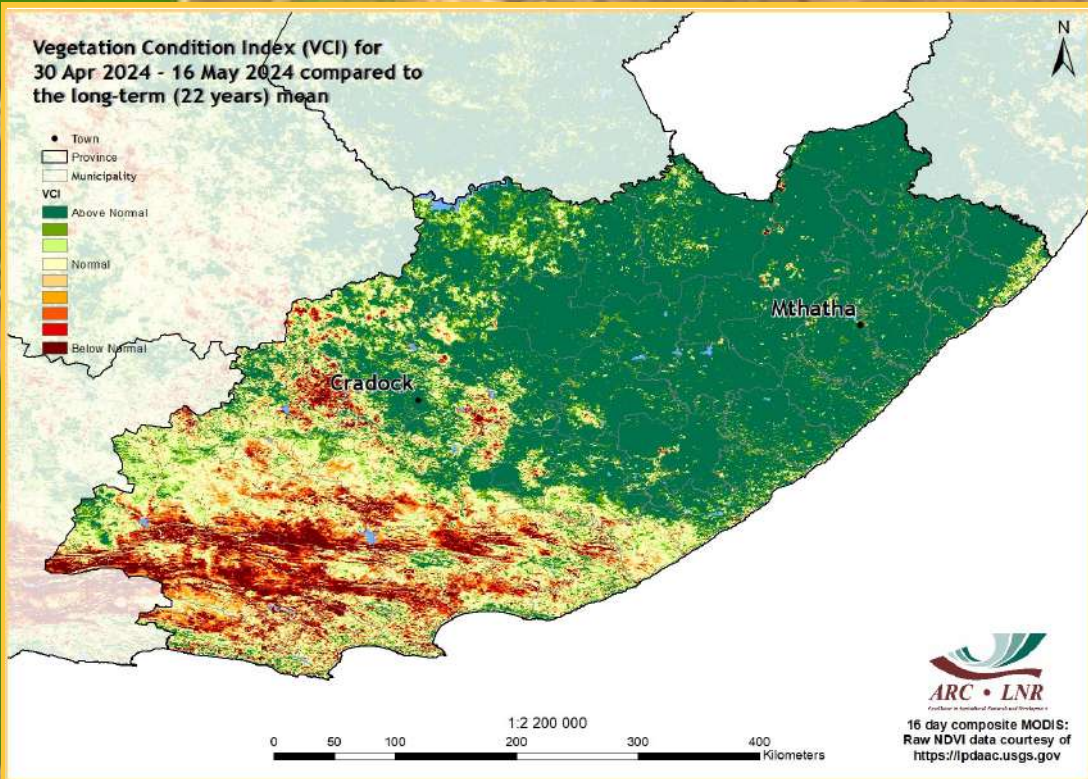 Vegetation Condition Index (VCI) for
30 Apr 2024 - 16 May 2024 compared to
the long-term (22 years) mean
N
Town
Province
Municipality
VCI
Above Normal
Normal
Below Normal
Mthatha
Cradock
ARC • LNR
1:2 200 000
0 50 100 200 300 400
Kilometers
16 day composite MODIS:
Raw NDVI data courtesy of
https://lpdaac.usgs.gov